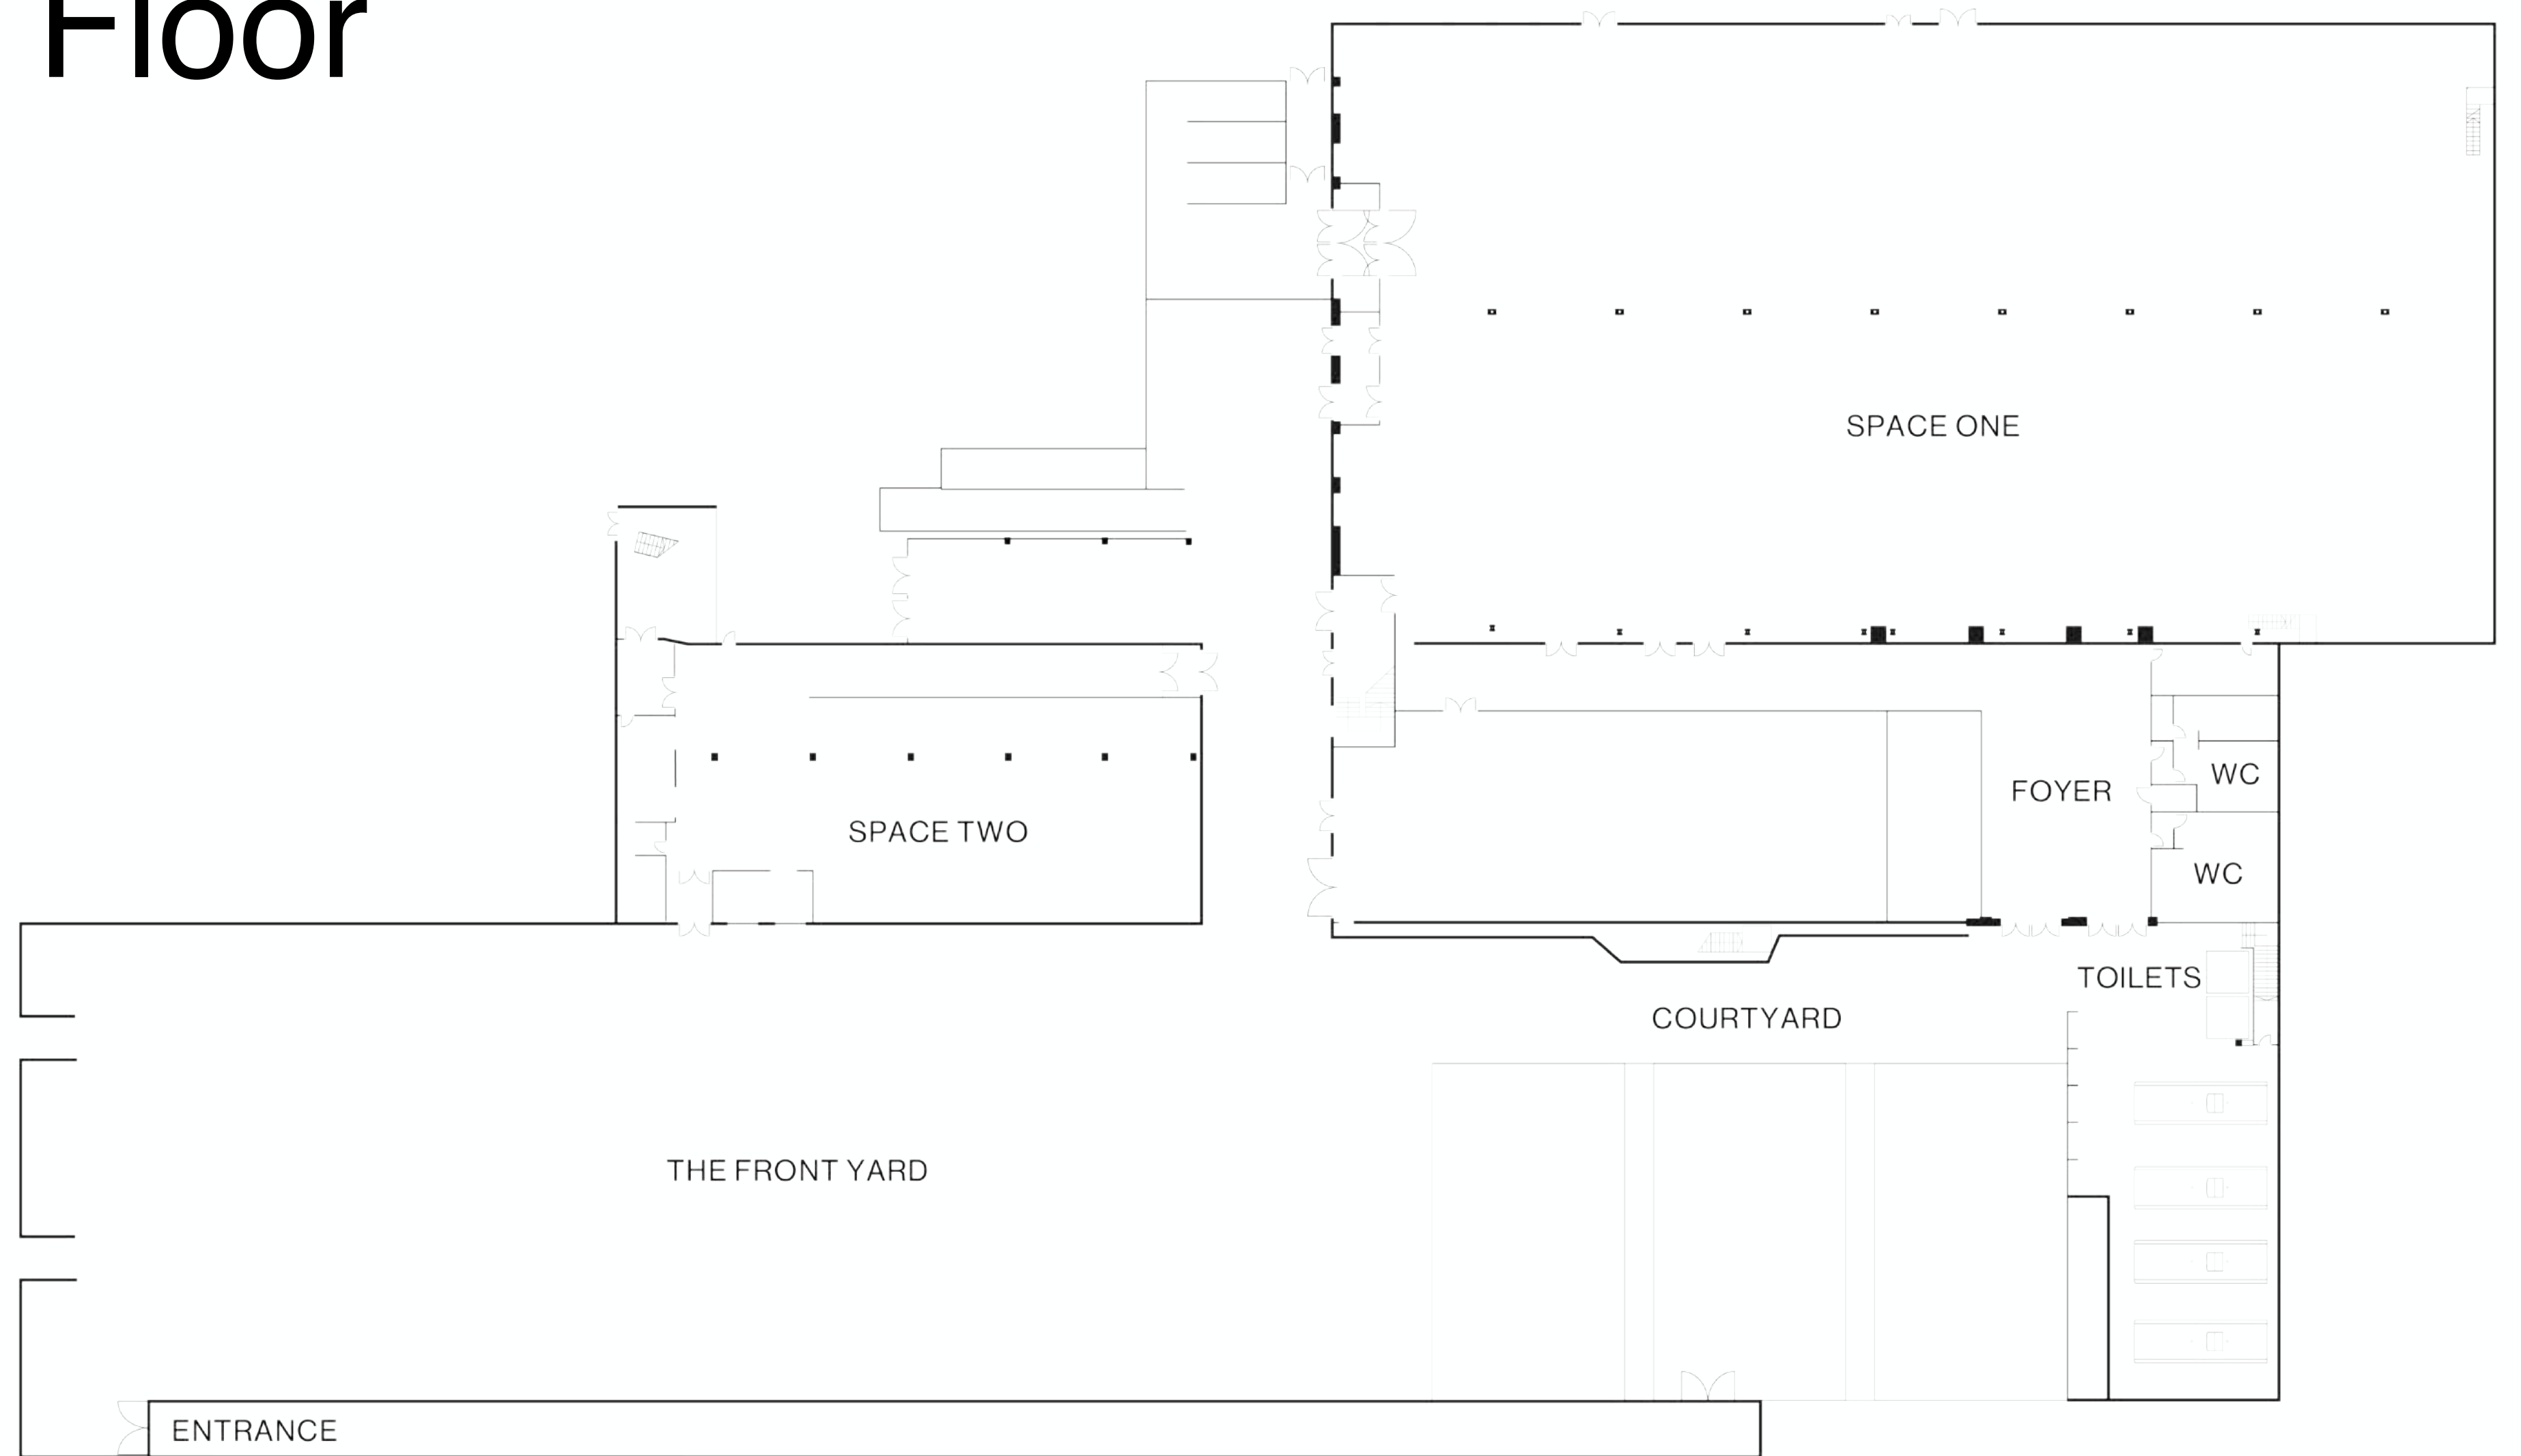 Floor
SPACE ONE
FOYER
WC
SPACE TWO
WC
TOILETS
COURTYARD
THE FRONT YARD
ENTRANCE